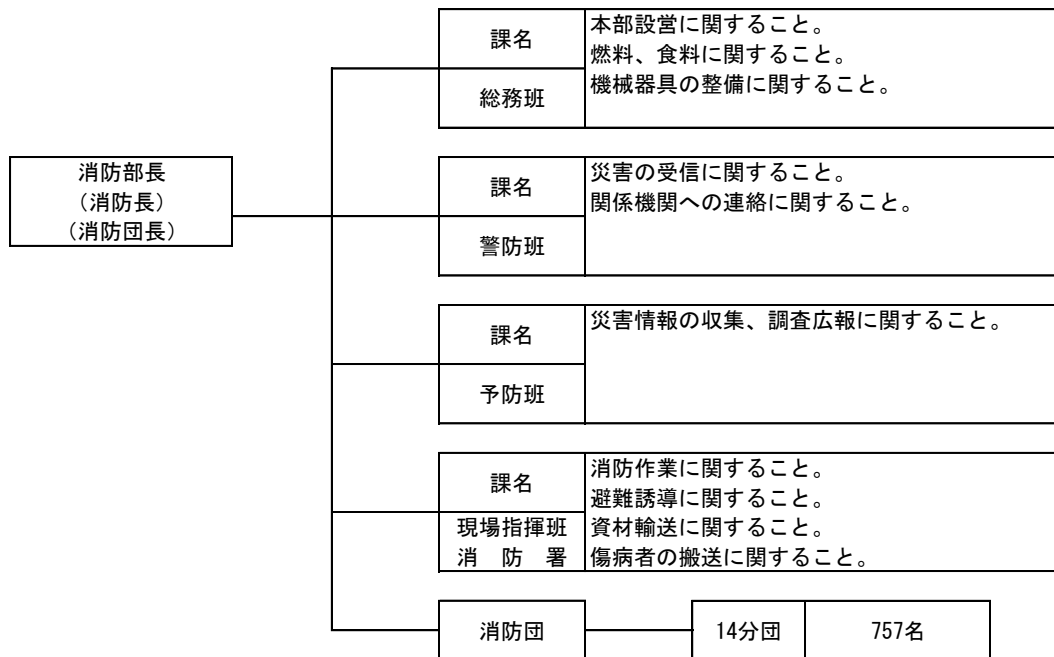 課名
総務班
本部設営に関すること。
燃料、食料に関すること。
機械器具の整備に関すること。
消防部長
（消防長）
（消防団長）
課名
警防班
災害の受信に関すること。
関係機関への連絡に関すること。
課名
予防班
災害情報の収集、調査広報に関すること。
課名
現場指揮班
消　防　署
消防作業に関すること。
避難誘導に関すること。
資材輸送に関すること。
傷病者の搬送に関すること。
消防団
14分団
757名